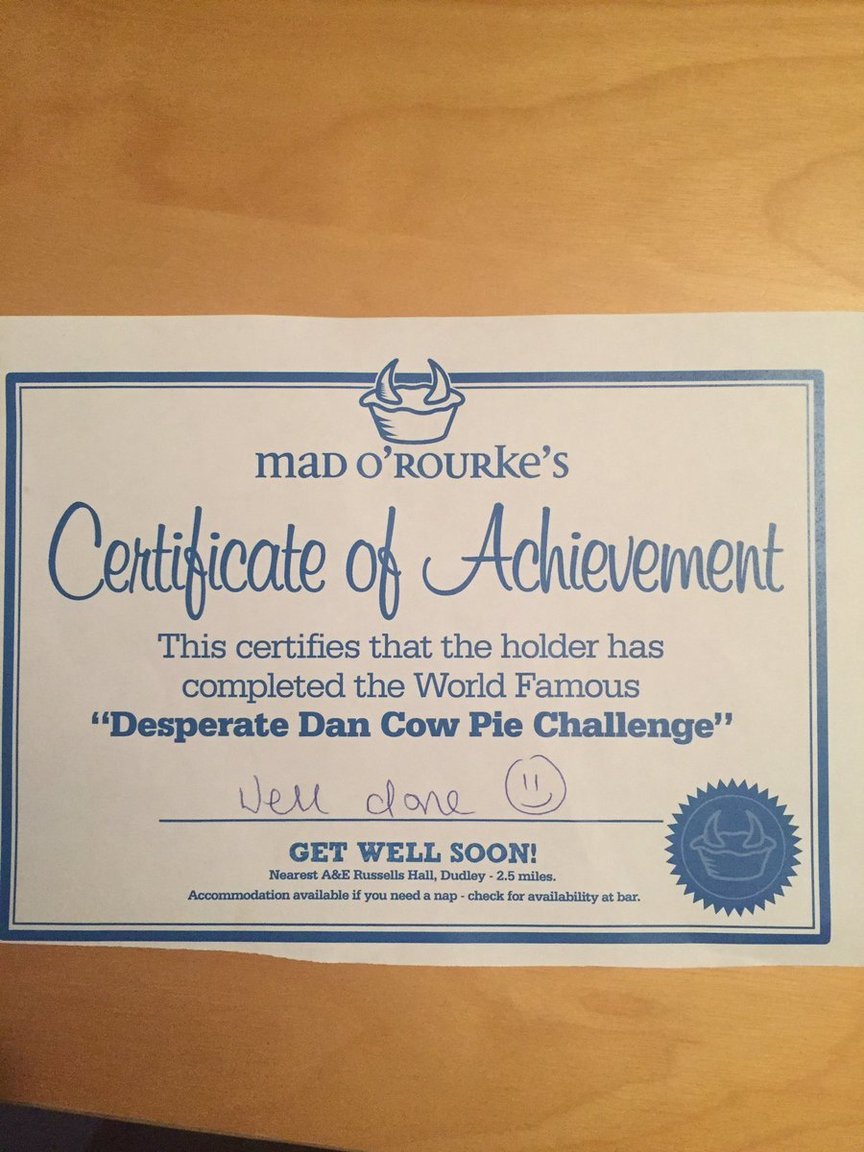 maD O'ROURke's
Certificate of Achievement
This certifies that the holder has
completed the World Famous
“Desperate Dan Cow Pie Challenge”
Well done
GET WELL SOON!
Nearest A&E Russells Hall, Dudley - 2.5 miles.
Accommodation available if you need a nap - check for availability at bar.